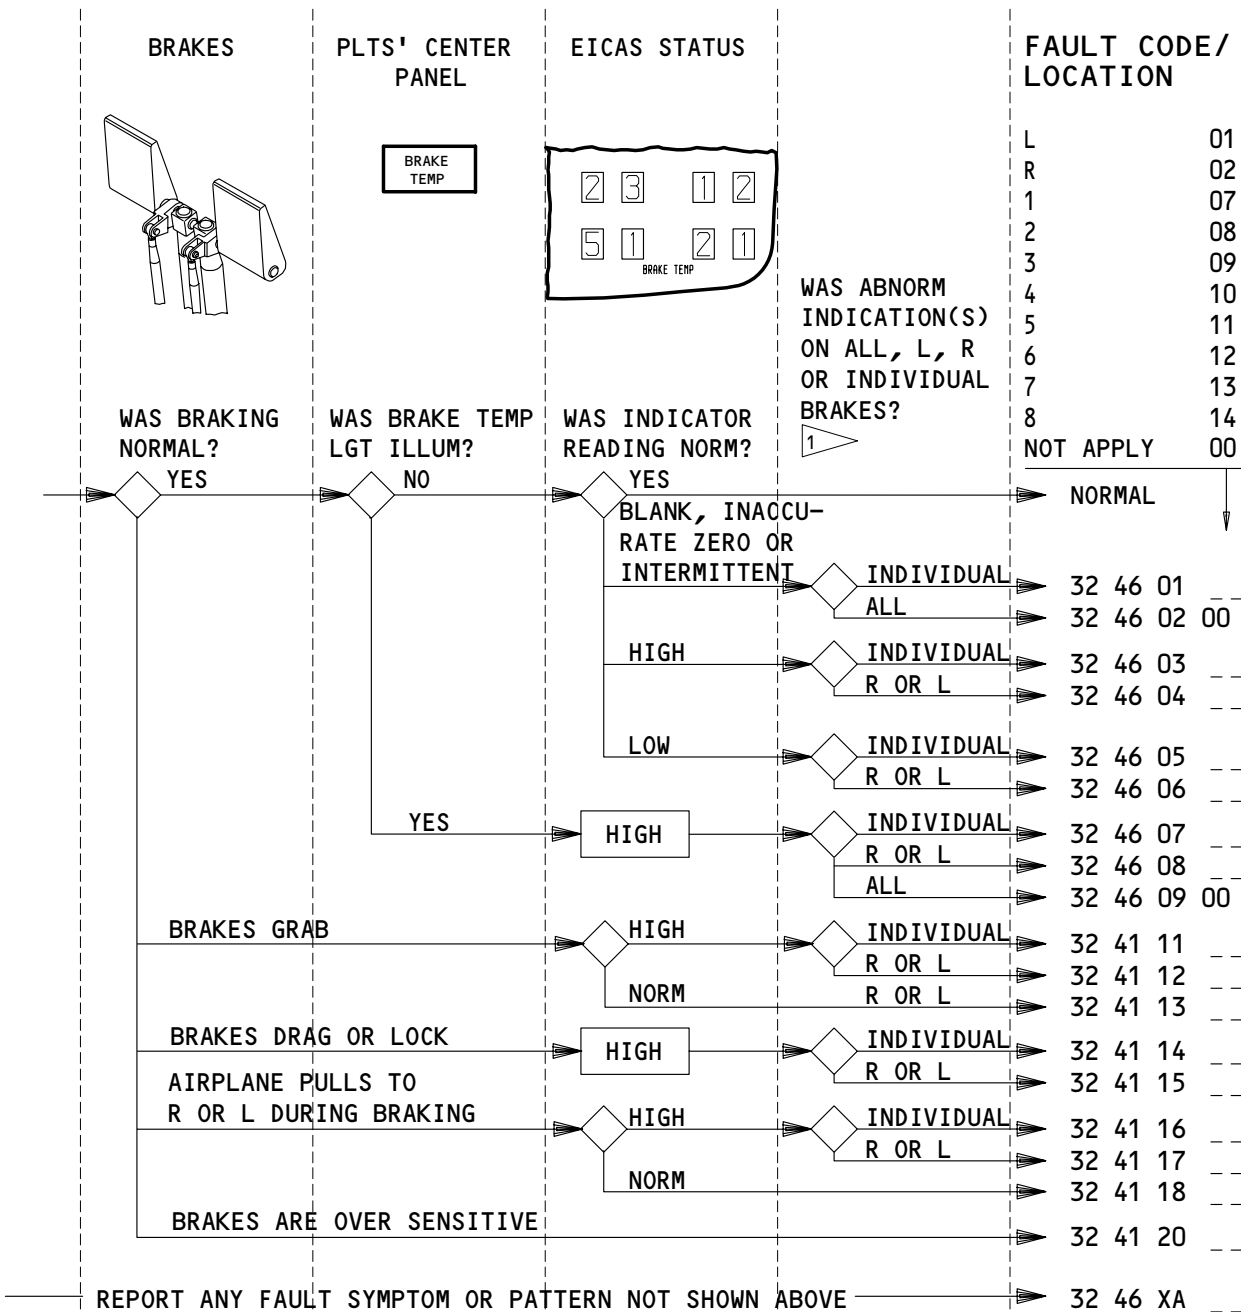 BRAKES
PLTS' CENTER
PANEL
EICAS STATUS
FAULT CODE/
LOCATION
BRAKE
TEMP
2 3 1 2
5 1 2 1
BRAKE TEMP
L 01
R 02
1 07
2 08
3 09
4 10
5 11
6 12
7 13
8 14
NOT APPLY 00
WAS ABNORM
INDICATION(S)
ON ALL, L, R
OR INDIVIDUAL
BRAKES?
1
WAS BRAKING
NORMAL?
WAS BRAKE TEMP
LGT ILLUM?
WAS INDICATOR
READING NORM?
YES
NO
YES
NORMAL
BLANK, INACCU-
RATE ZERO OR
INTERMITTENT
INDIVIDUAL
32 46 01 _ _
ALL
32 46 02 00
HIGH
INDIVIDUAL
32 46 03 _ _
R OR L
32 46 04 _ _
LOW
INDIVIDUAL
32 46 05 _ _
R OR L
32 46 06 _ _
YES
HIGH
INDIVIDUAL
32 46 07 _ _
R OR L
32 46 08 _ _
ALL
32 46 09 00
BRAKES GRAB
HIGH
INDIVIDUAL
32 41 11 _ _
R OR L
32 41 12 _ _
NORM
R OR L
32 41 13 _ _
BRAKES DRAG OR LOCK
HIGH
INDIVIDUAL
32 41 14 _ _
R OR L
32 41 15 _ _
AIRPLANE PULLS TO
R OR L DURING BRAKING
HIGH
INDIVIDUAL
32 41 16 _ _
R OR L
32 41 17 _ _
NORM
32 41 18 _ _
BRAKES ARE OVER SENSITIVE
32 41 20 _ _
REPORT ANY FAULT SYMPTOM OR PATTERN NOT SHOWN ABOVE
32 46 XA _ _